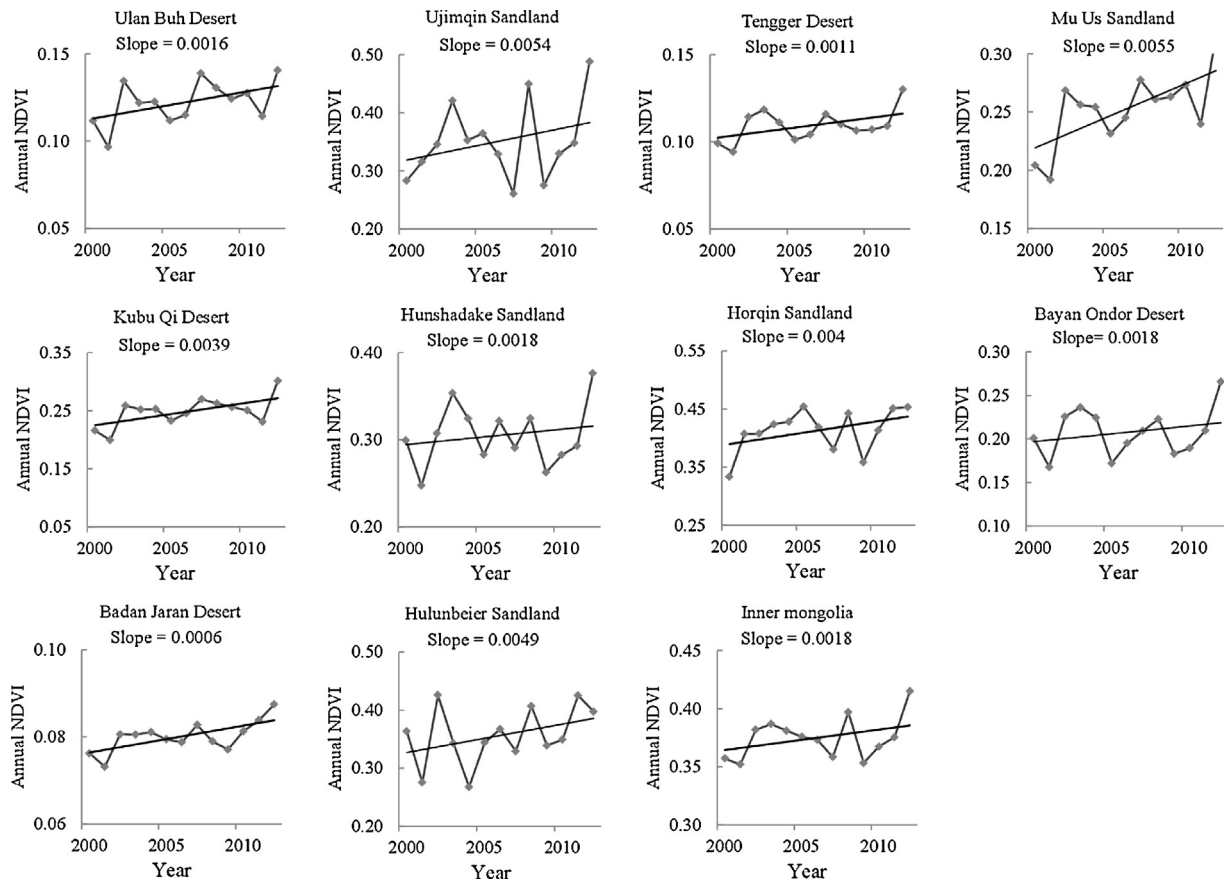 Ulan Buh Desert
Slope = 0.0016
Annual NDVI
0.15
0.10
0.05
2000 2005 2010
Year
Ujimqin Sandland
Slope = 0.0054
Annual NDVI
0.50
0.40
0.30
0.20
2000 2005 2010
Year
Tengger Desert
Slope = 0.0011
Annual NDVI
0.15
0.10
0.05
2000 2005 2010
Year
Mu Us Sandland
Slope = 0.0055
Annual NDVI
0.30
0.25
0.20
0.15
2000 2005 2010
Year
Kubu Qi Desert
Slope = 0.0039
Annual NDVI
0.35
0.25
0.15
0.05
2000 2005 2010
Year
Hunshadake Sandland
Slope = 0.0018
Annual NDVI
0.40
0.30
0.20
2000 2005 2010
Year
Horqin Sandland
Slope = 0.004
Annual NDVI
0.55
0.45
0.35
0.25
2000 2005 2010
Year
Bayan Ondor Desert
Slope= 0.0018
Annual NDVI
0.30
0.25
0.20
0.15
0.10
2000 2005 2010
Year
Badan Jaran Desert
Slope = 0.0006
Annual NDVI
0.10
0.08
0.06
2000 2005 2010
Year
Hulunbeier Sandland
Slope = 0.0049
Annual NDVI
0.50
0.40
0.30
0.20
2000 2005 2010
Year
Inner mongolia
Slope = 0.0018
Annual NDVI
0.45
0.40
0.35
0.30
2000 2005 2010
Year